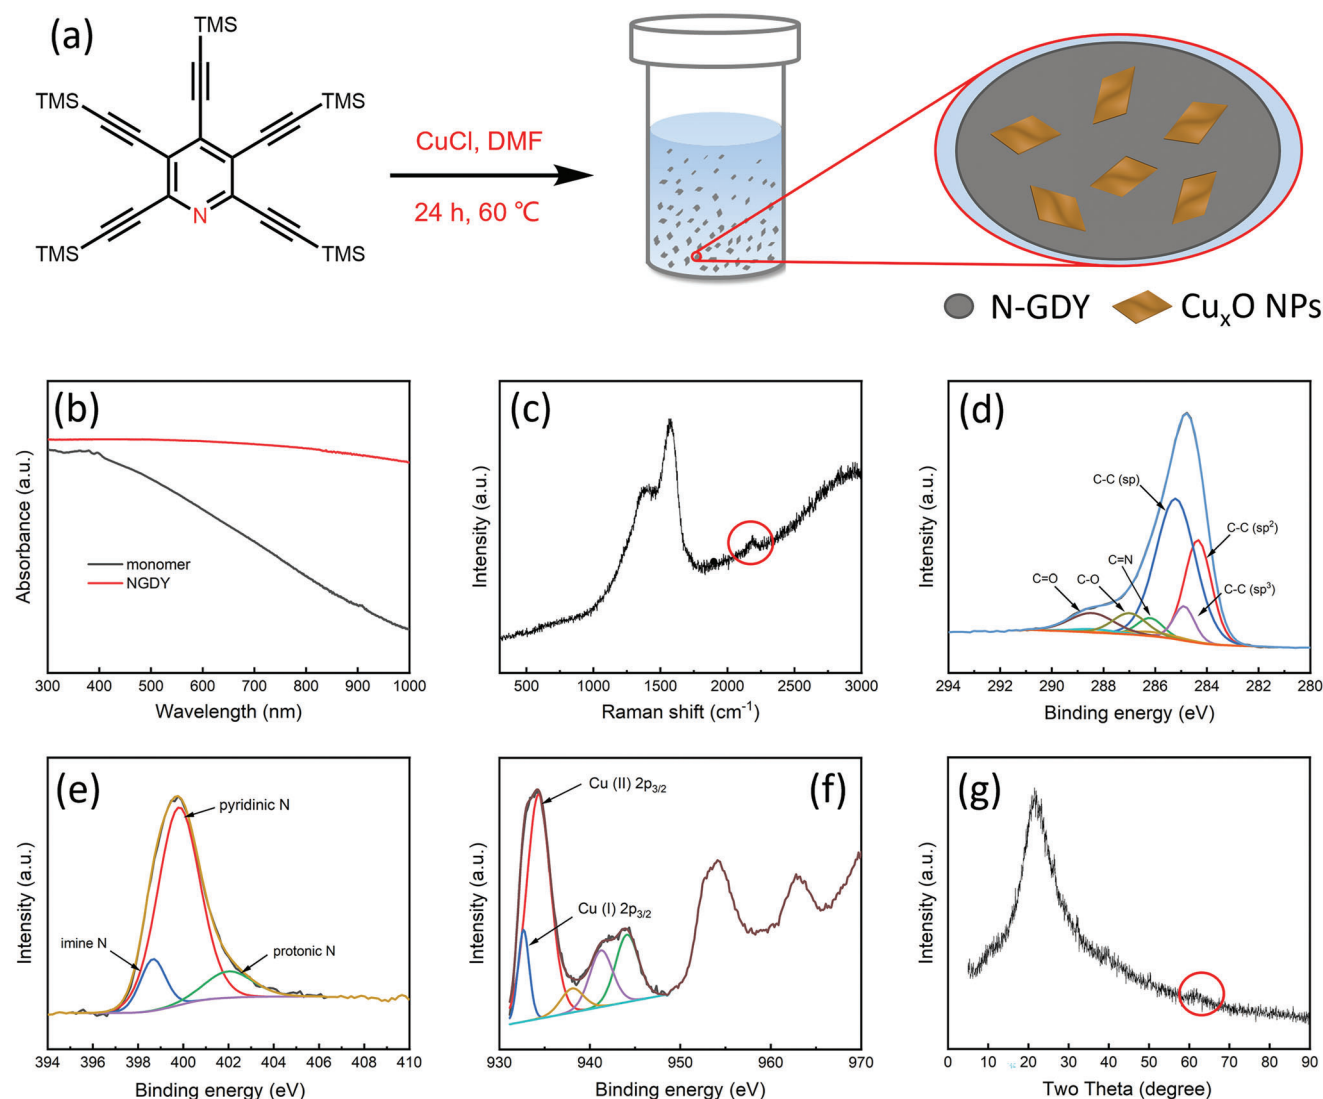 (a)
TMS
TMS
TMS
TMS
TMS
N
CuCl, DMF
24 h, 60 ℃
N-GDY
CuₓO NPs
(b)
Absorbance (a.u.)
monomer
NGDY
300 400 500 600 700 800 900 1000
Wavelength (nm)
(c)
Intensity (a.u.)
500 1000 1500 2000 2500 3000
Raman shift (cm⁻¹)
(d)
Intensity (a.u.)
C-C (sp)
C-C (sp²)
C=N
C-O
C=O
C-C (sp³)
294 292 290 288 286 284 282 280
Binding energy (eV)
(e)
Intensity (a.u.)
pyridinic N
imine N
protonic N
394 396 398 400 402 404 406 408 410
Binding energy (eV)
(f)
Intensity (a.u.)
Cu (II) 2p₃/₂
Cu (I) 2p₃/₂
930 940 950 960 970
Binding energy (eV)
(g)
Intensity (a.u.)
0 10 20 30 40 50 60 70 80 90
Two Theta (degree)